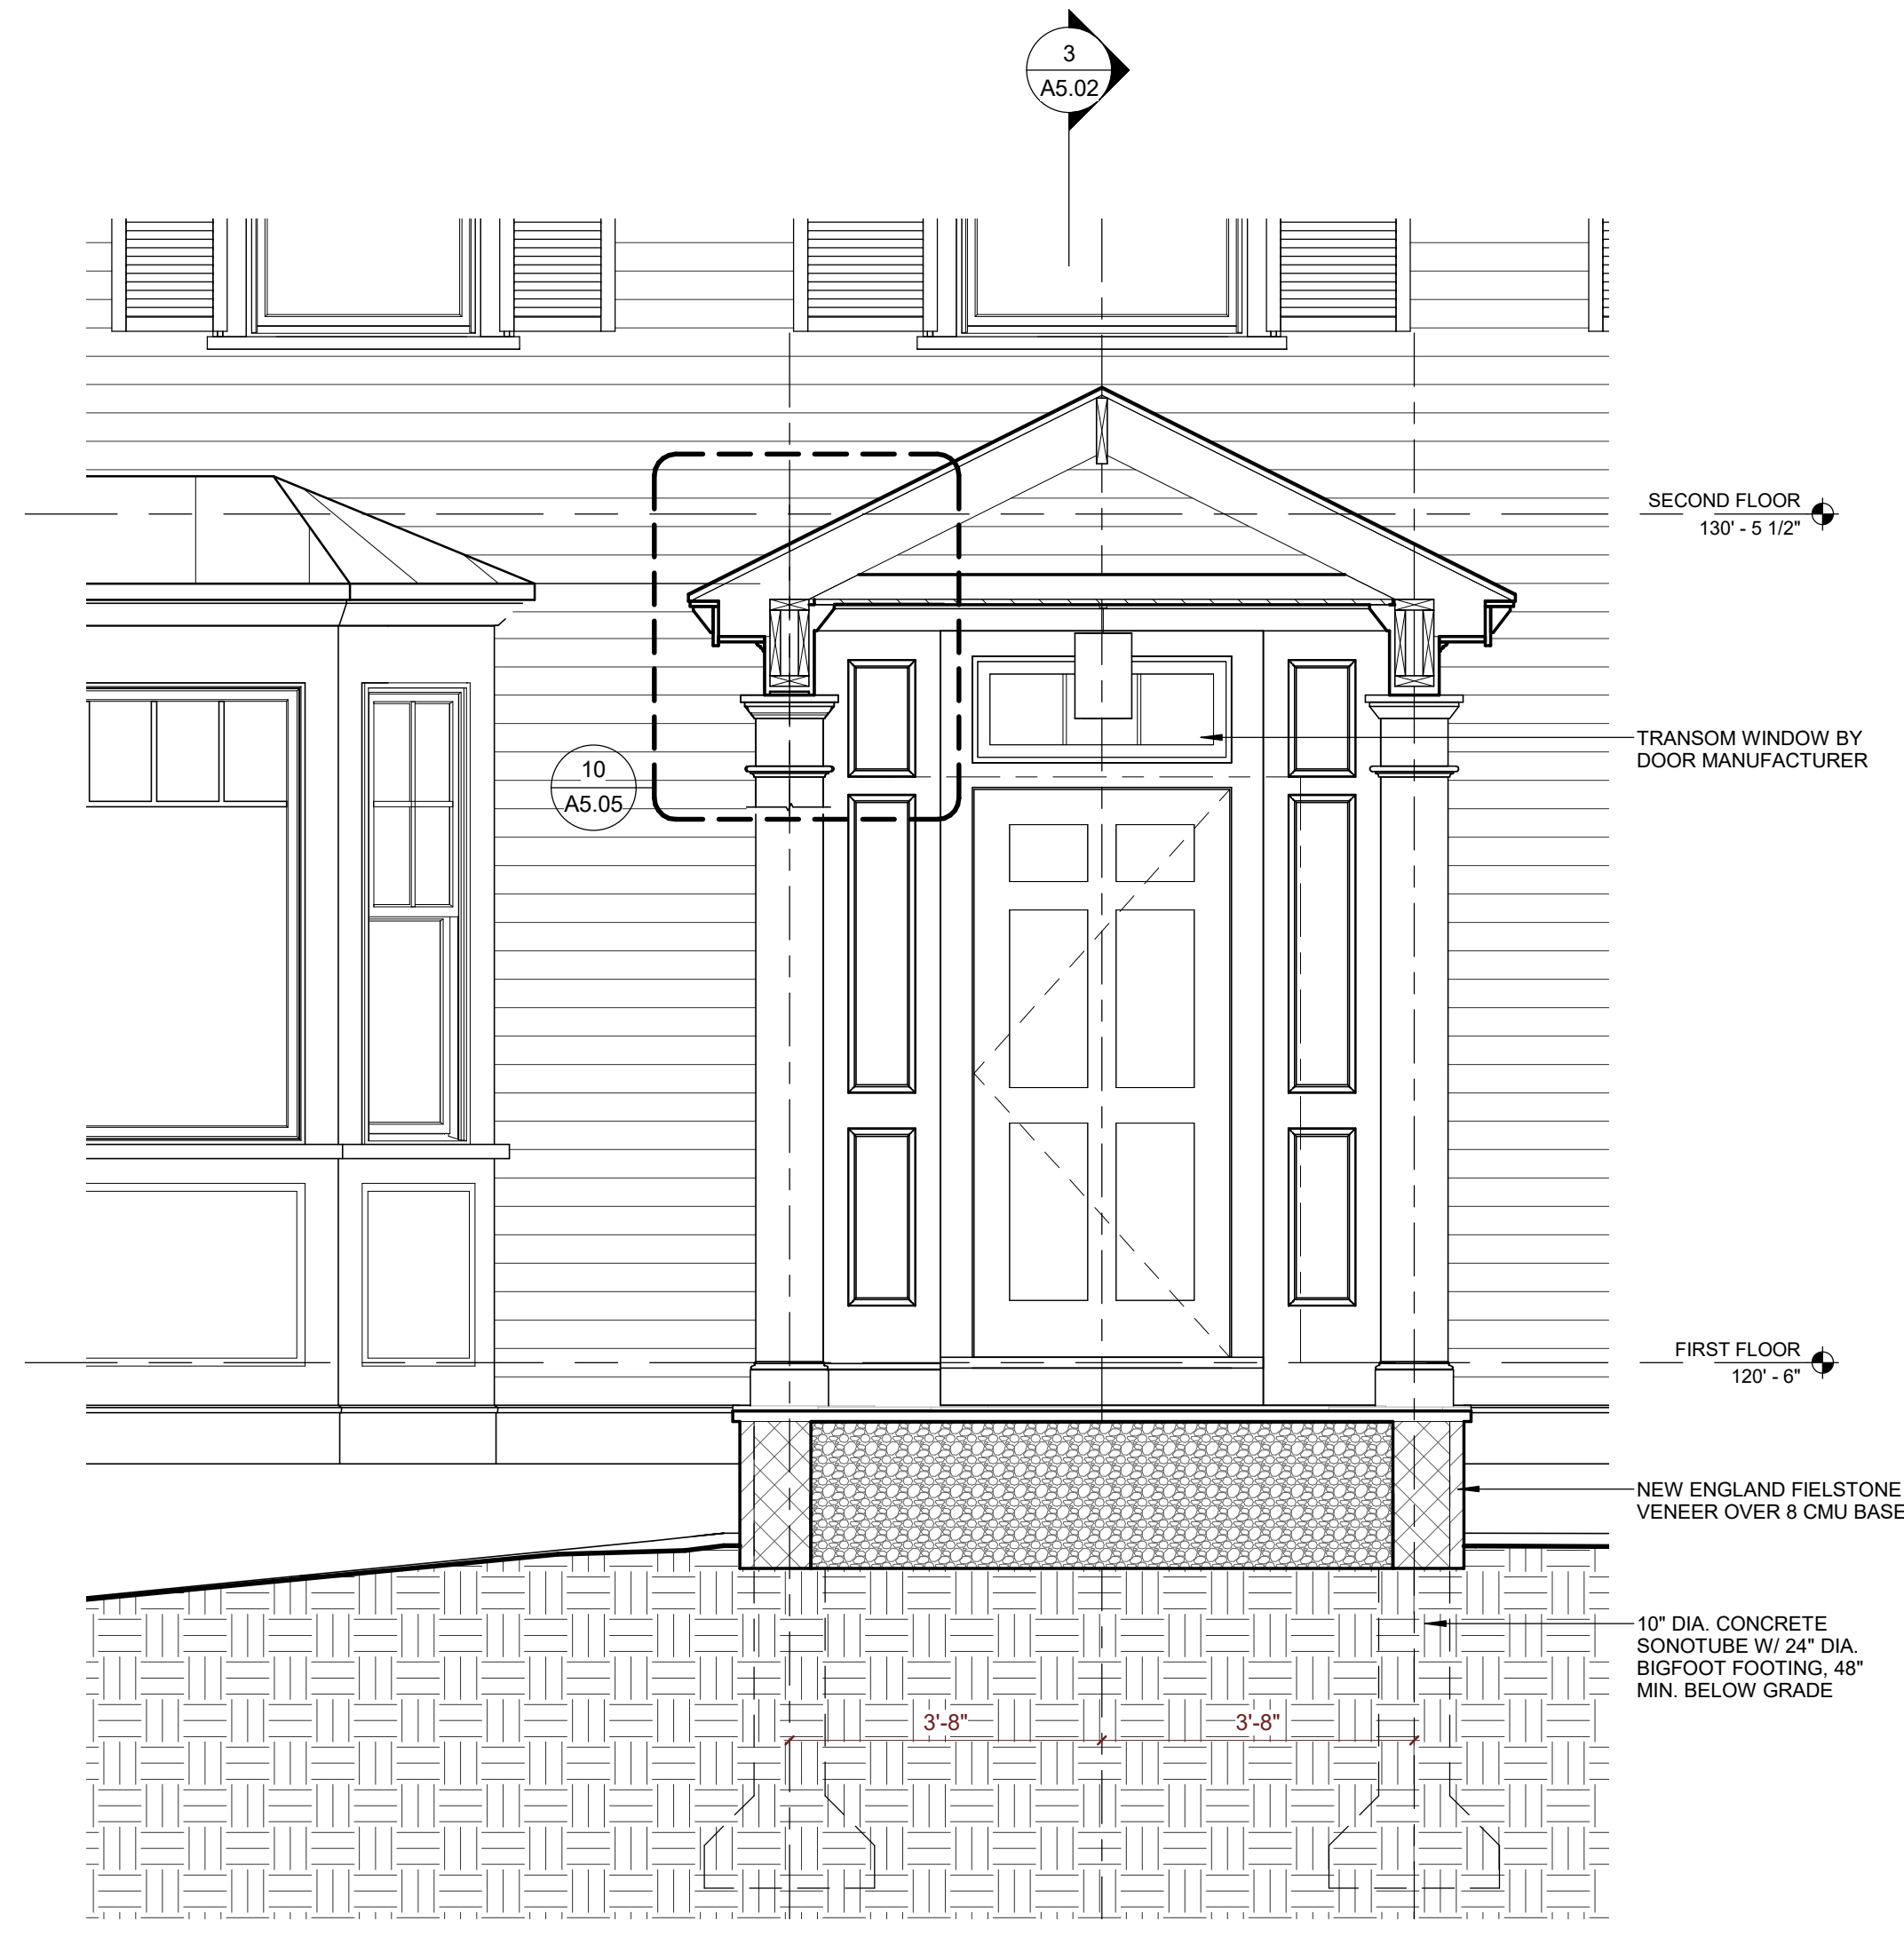 3
A5.02
SECOND FLOOR
130' - 5 1/2"
TRANSOM WINDOW BY
DOOR MANUFACTURER
10
A5.05
FIRST FLOOR
120' - 6"
NEW ENGLAND FIELSTONE
VENEER OVER 8 CMU BASE
10" DIA. CONCRETE
SONOTUBE W/ 24" DIA.
BIGFOOT FOOTING, 48"
MIN. BELOW GRADE
3'-8" 3'-8"